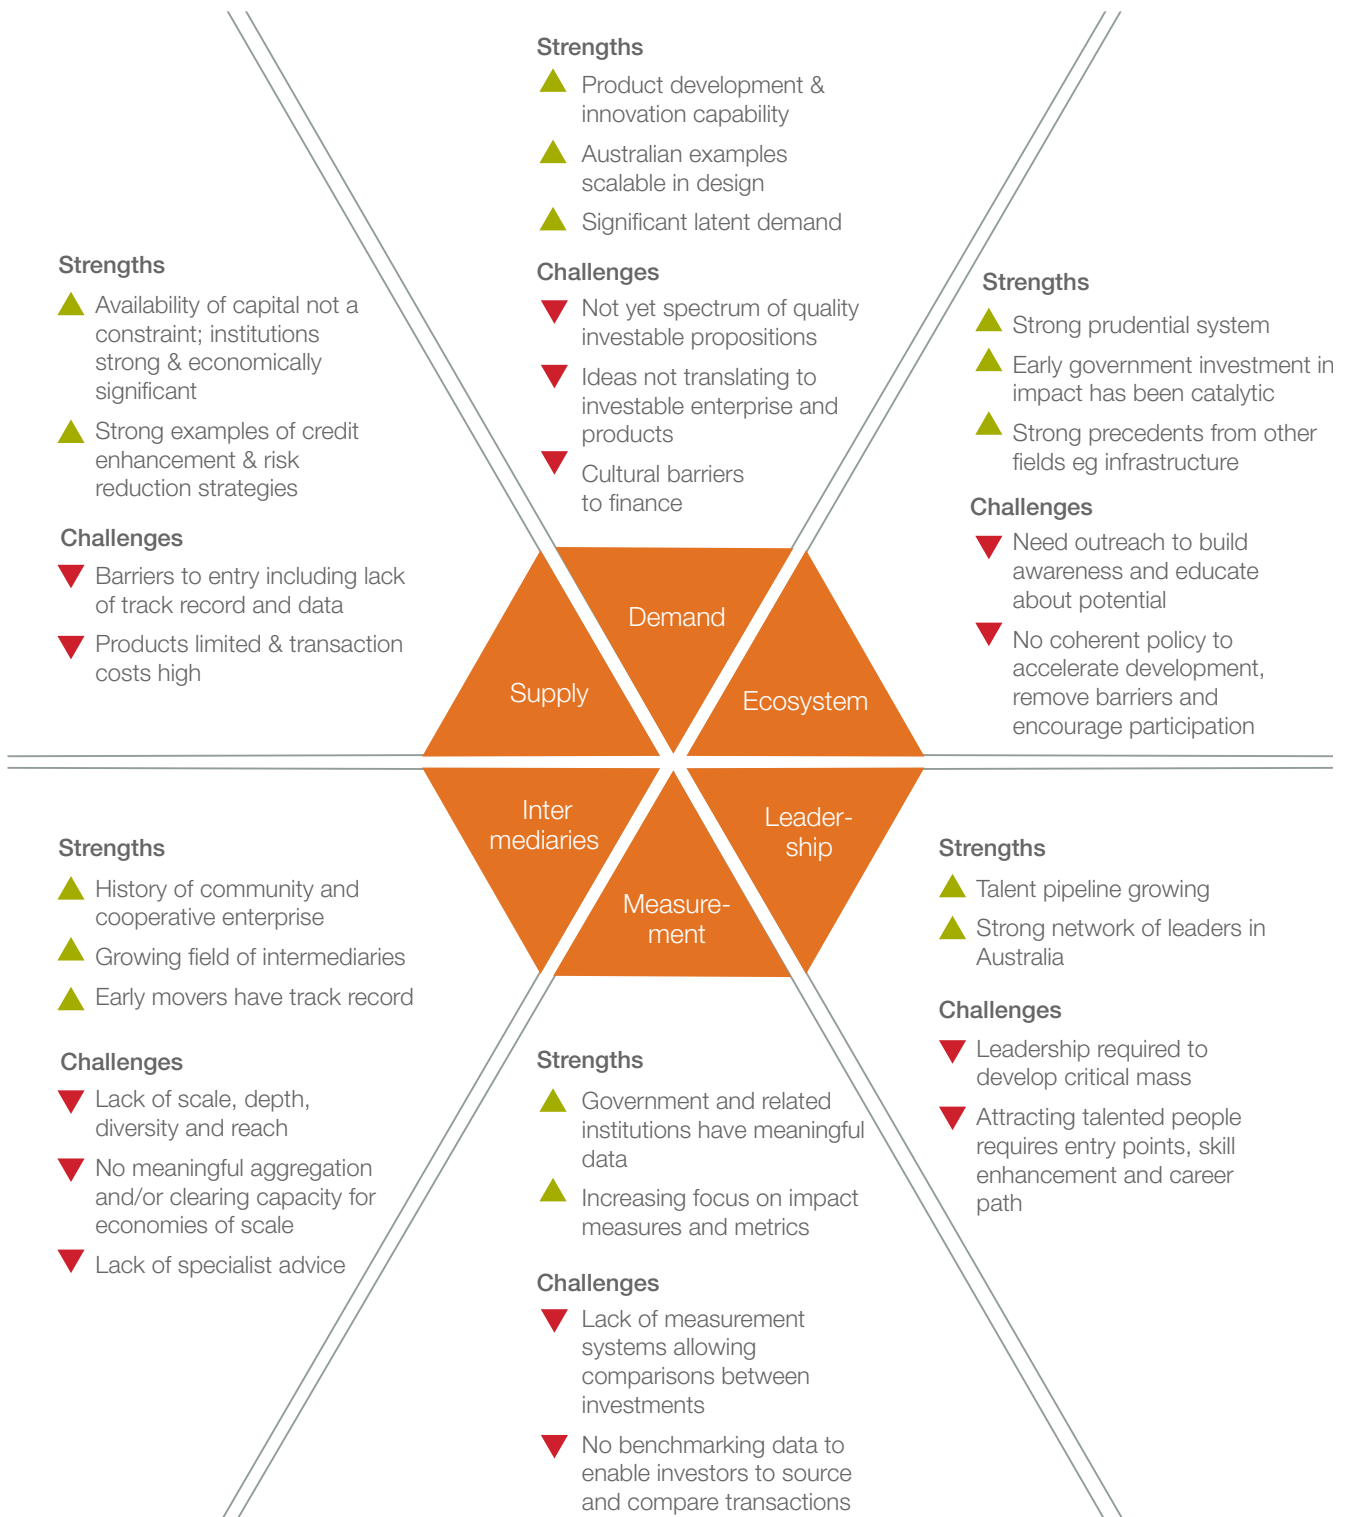 Strengths
Product development &
innovation capability
Australian examples
scalable in design
Significant latent demand
Challenges
Not yet spectrum of quality
investable propositions
Ideas not translating to
investable enterprise and
products
Cultural barriers
to finance
Strengths
Availability of capital not a
constraint; institutions
strong & economically
significant
Strong examples of credit
enhancement & risk
reduction strategies
Challenges
Barriers to entry including lack
of track record and data
Products limited & transaction
costs high
Strengths
Strong prudential system
Early government investment in
impact has been catalytic
Strong precedents from other
fields eg infrastructure
Challenges
Need outreach to build
awareness and educate
about potential
No coherent policy to
accelerate development,
remove barriers and
encourage participation
Demand
Supply
Ecosystem
Inter
mediaries
Leader-
ship
Measure-
ment
Strengths
History of community and
cooperative enterprise
Growing field of intermediaries
Early movers have track record
Challenges
Lack of scale, depth,
diversity and reach
No meaningful aggregation
and/or clearing capacity for
economies of scale
Lack of specialist advice
Strengths
Government and related
institutions have meaningful
data
Increasing focus on impact
measures and metrics
Challenges
Lack of measurement
systems allowing
comparisons between
investments
No benchmarking data to
enable investors to source
and compare transactions
Strengths
Talent pipeline growing
Strong network of leaders in
Australia
Challenges
Leadership required to
develop critical mass
Attracting talented people
requires entry points, skill
enhancement and career
path